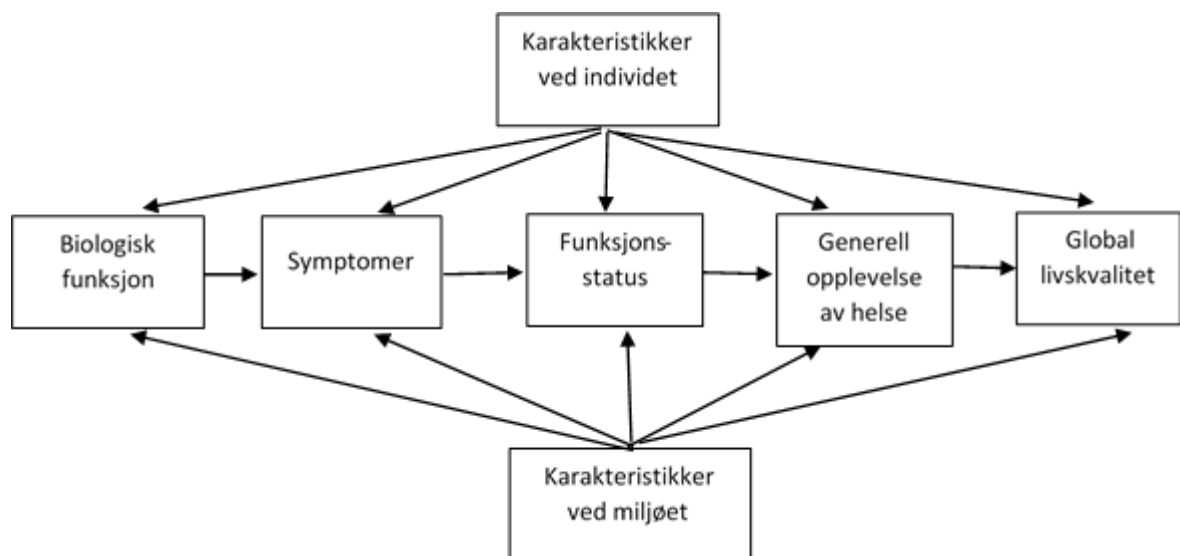 Karakteristikker
ved individet
Biologisk
funksjon
Symptomer
Funksjons-
status
Generell
opplevelse
av helse
Global
livskvalitet
Karakteristikker
ved miljøet